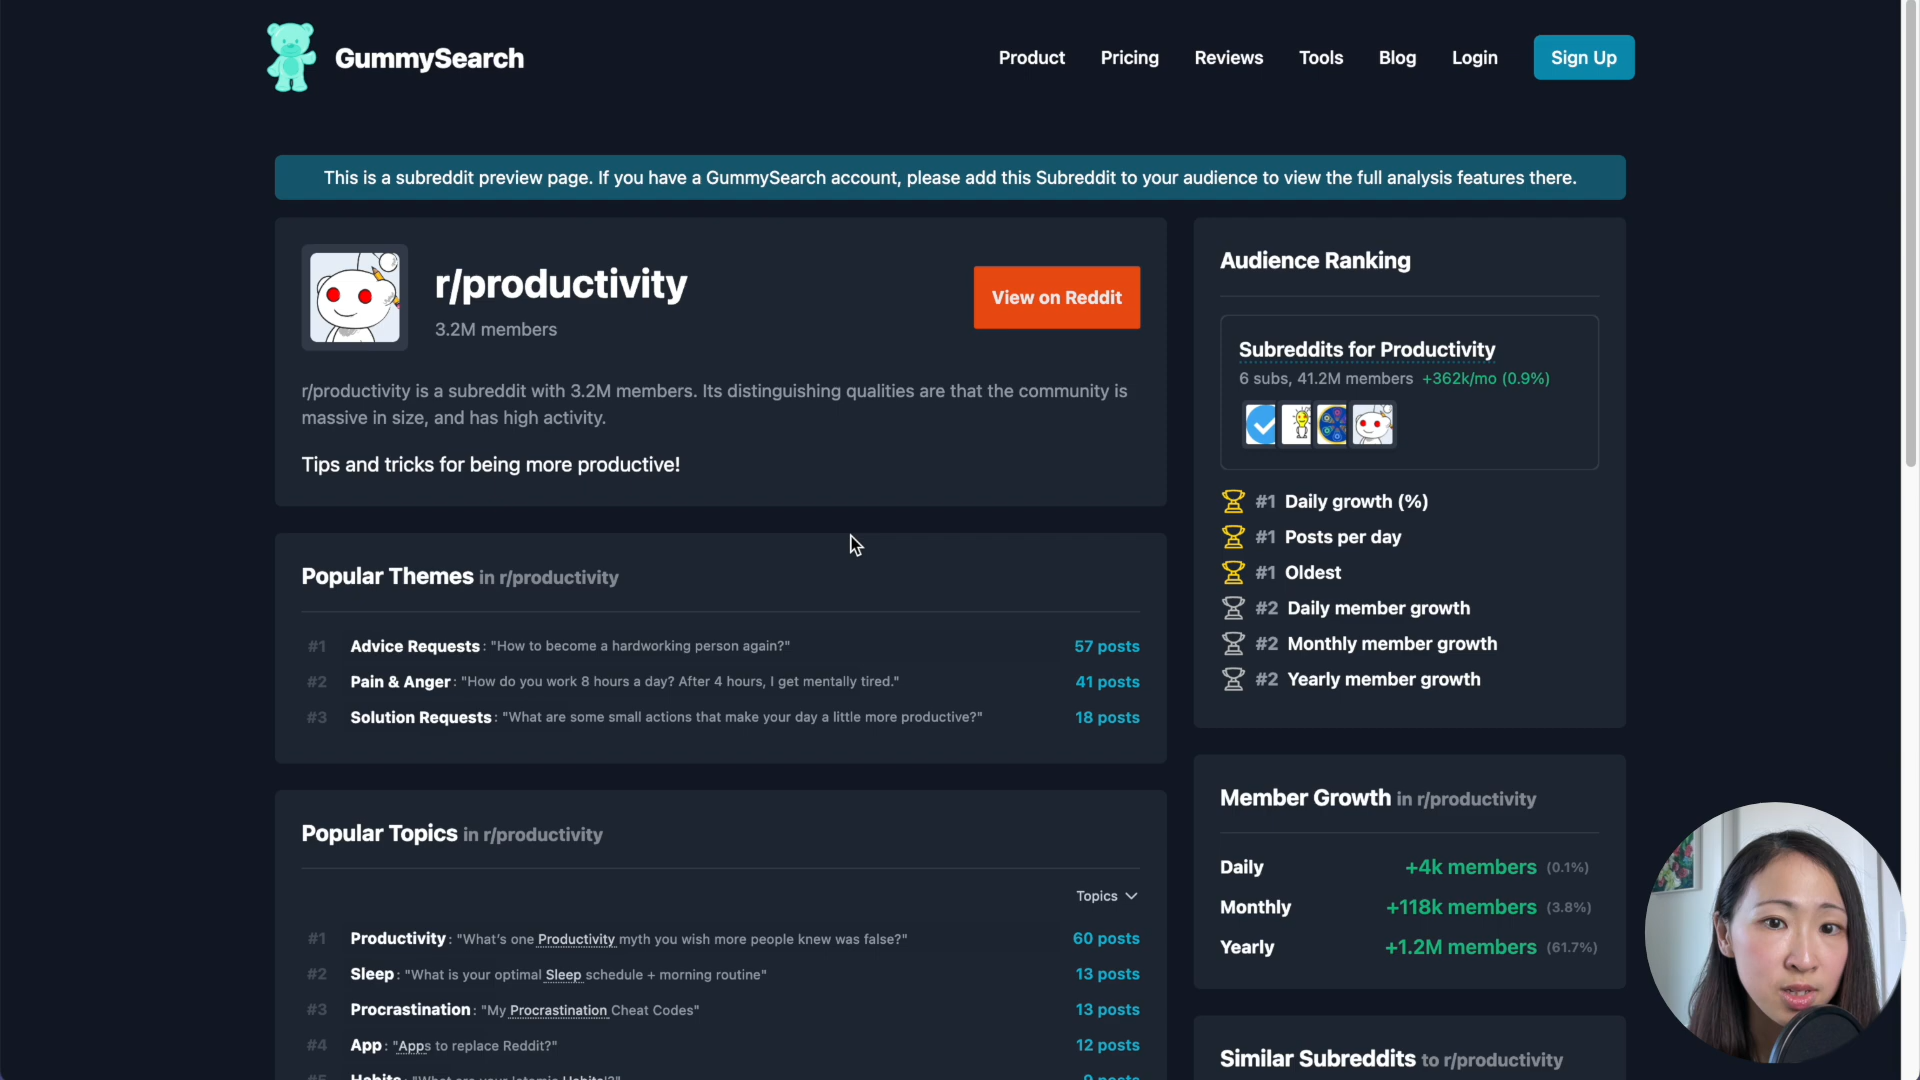 GummySearch
Product
Pricing
Reviews
Tools
Blog
Login
Sign Up
This is a subreddit preview page. If you have a GummySearch account, please add this Subreddit to your audience to view the full analysis features there.
r/productivity
3.2M members
View on Reddit
r/productivity is a subreddit with 3.2M members. Its distinguishing qualities are that the community is
massive in size, and has high activity.
Tips and tricks for being more productive!
Popular Themes in r/productivity
#1 Advice Requests: "How to become a hardworking person again?" 57 posts
#2 Pain & Anger: "How do you work 8 hours a day? After 4 hours, I get mentally tired." 41 posts
#3 Solution Requests: "What are some small actions that make your day a little more productive?" 18 posts
Popular Topics in r/productivity
Topics
#1 Productivity: "What's one Productivity myth you wish more people knew was false?" 60 posts
#2 Sleep: "What is your optimal Sleep schedule + morning routine" 13 posts
#3 Procrastination: "My Procrastination Cheat Codes" 13 posts
#4 App: "Apps to replace Reddit?" 12 posts
Audience Ranking
Subreddits for Productivity
6 subs, 41.2M members +362k/mo (0.9%)
#1 Daily growth (%)
#1 Posts per day
#1 Oldest
#2 Daily member growth
#2 Monthly member growth
#2 Yearly member growth
Member Growth in r/productivity
Daily +4k members (0.1%)
Monthly +118k members (3.8%)
Yearly +1.2M members (61.7%)
Similar Subreddits to r/productivity